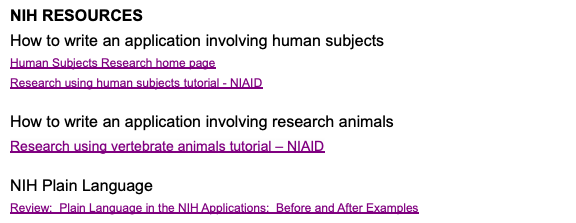 NIH RESOURCES
How to write an application involving human subjects
Human Subjects Research home page
Research using human subjects tutorial - NIAID
How to write an application involving research animals
Research using vertebrate animals tutorial – NIAID
NIH Plain Language
Review:  Plain Language in the NIH Applications:  Before and After Examples